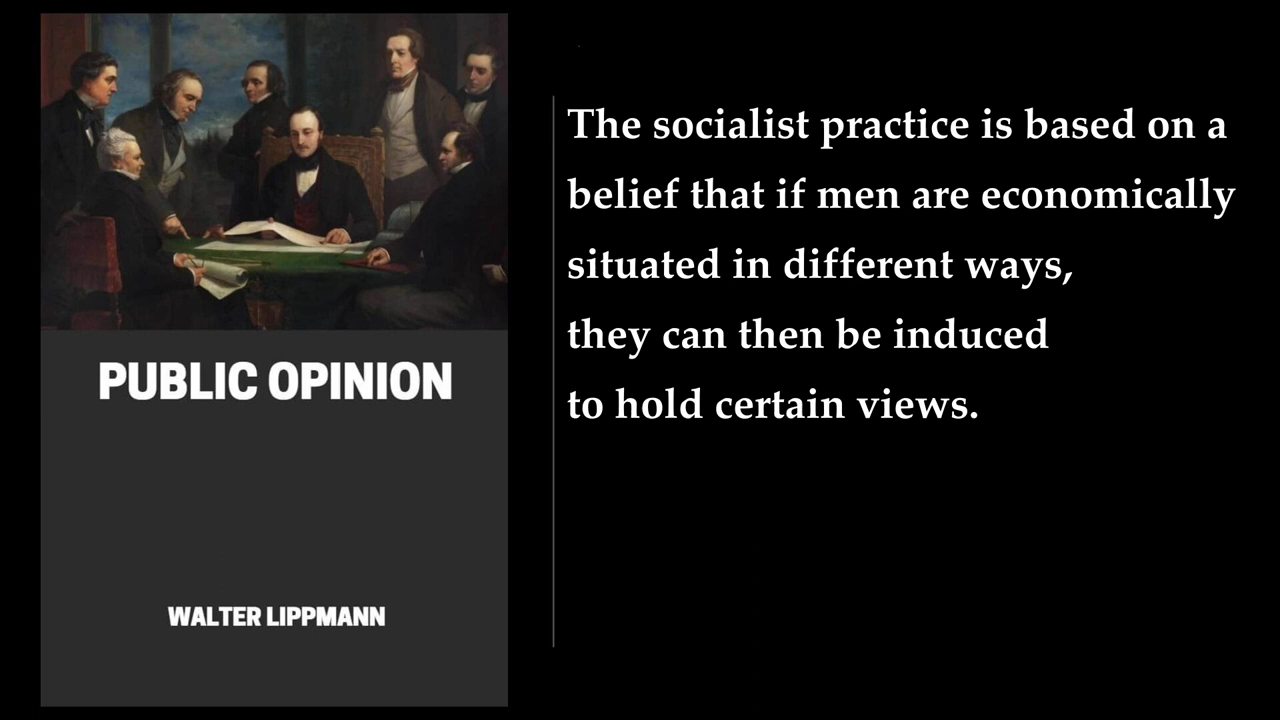 PUBLIC OPINION
WALTER LIPPMANN
The socialist practice is based on a
belief that if men are economically
situated in different ways,
they can then be induced
to hold certain views.